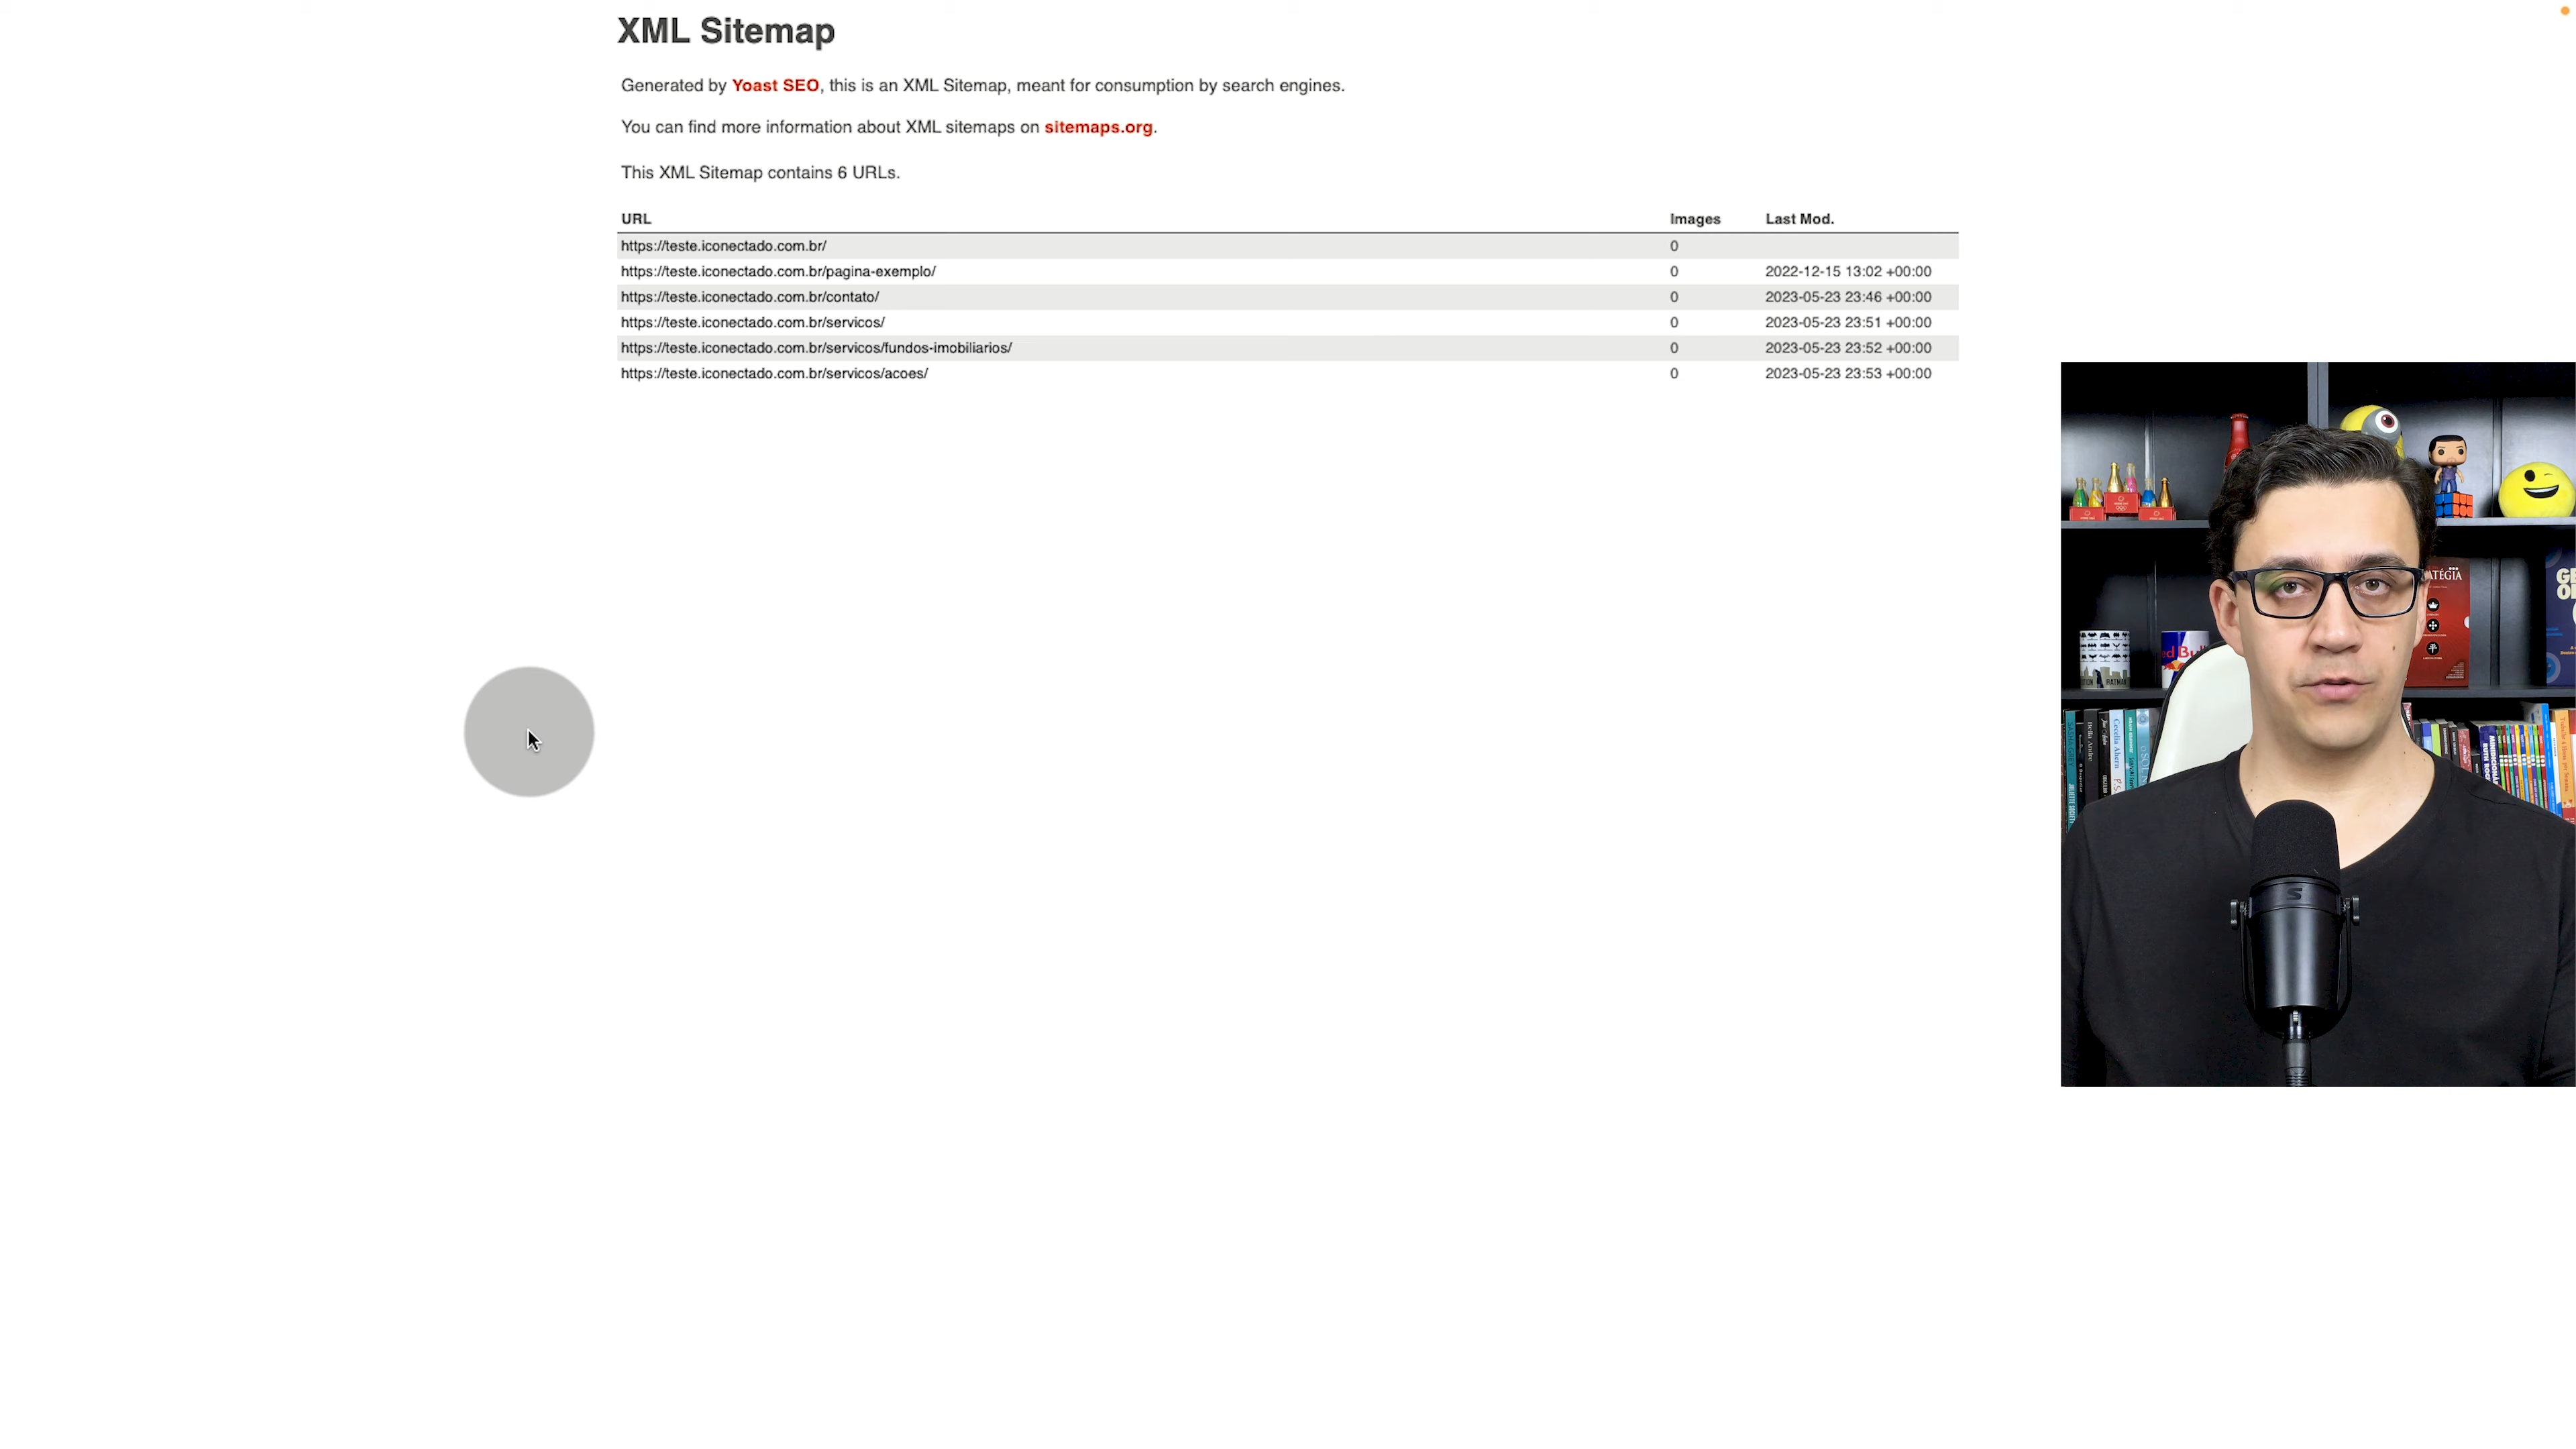 XML Sitemap
Generated by Yoast SEO, this is an XML Sitemap, meant for consumption by search engines.
You can find more information about XML sitemaps on sitemaps.org.
This XML Sitemap contains 6 URLs.
URL Images Last Mod.
https://teste.iconectado.com.br/ 0
https://teste.iconectado.com.br/pagina-exemplo/ 0 2022-12-15 13:02 +00:00
https://teste.iconectado.com.br/contato/ 0 2023-05-23 23:46 +00:00
https://teste.iconectado.com.br/servicos/ 0 2023-05-23 23:51 +00:00
https://teste.iconectado.com.br/servicos/fundos-imobiliarios/ 0 2023-05-23 23:52 +00:00
https://teste.iconectado.com.br/servicos/acoes/ 0 2023-05-23 23:53 +00:00
ATÉGIA
BATMAN
Bella Andre
Cecelia Ahern